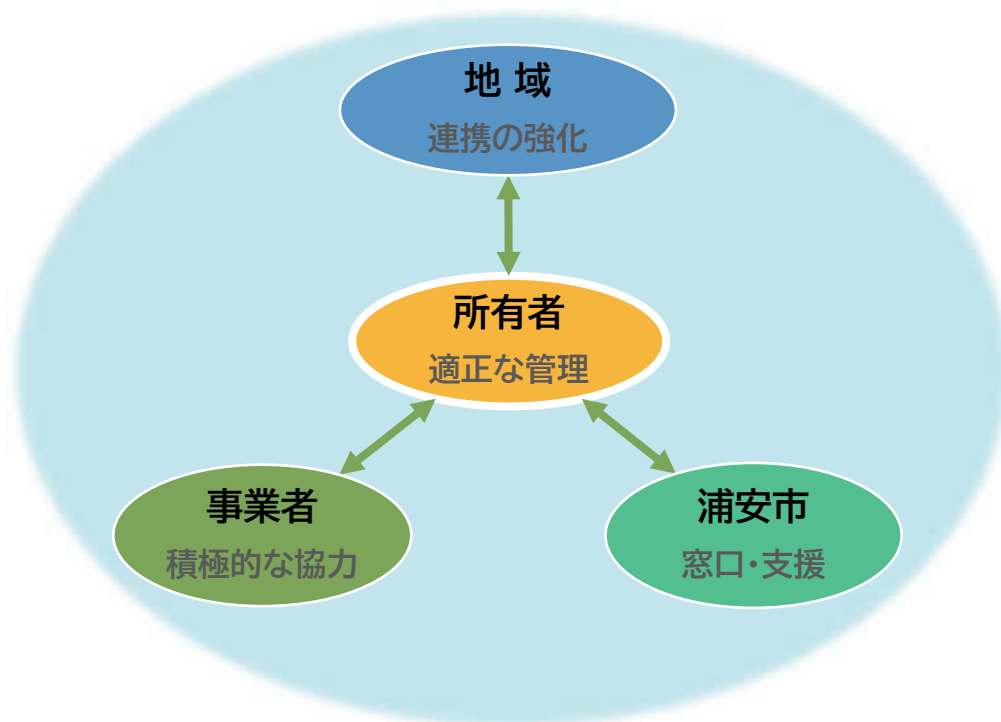 地 域
連携の強化
所有者
適正な管理
事業者
積極的な協力
浦安市
窓口・支援